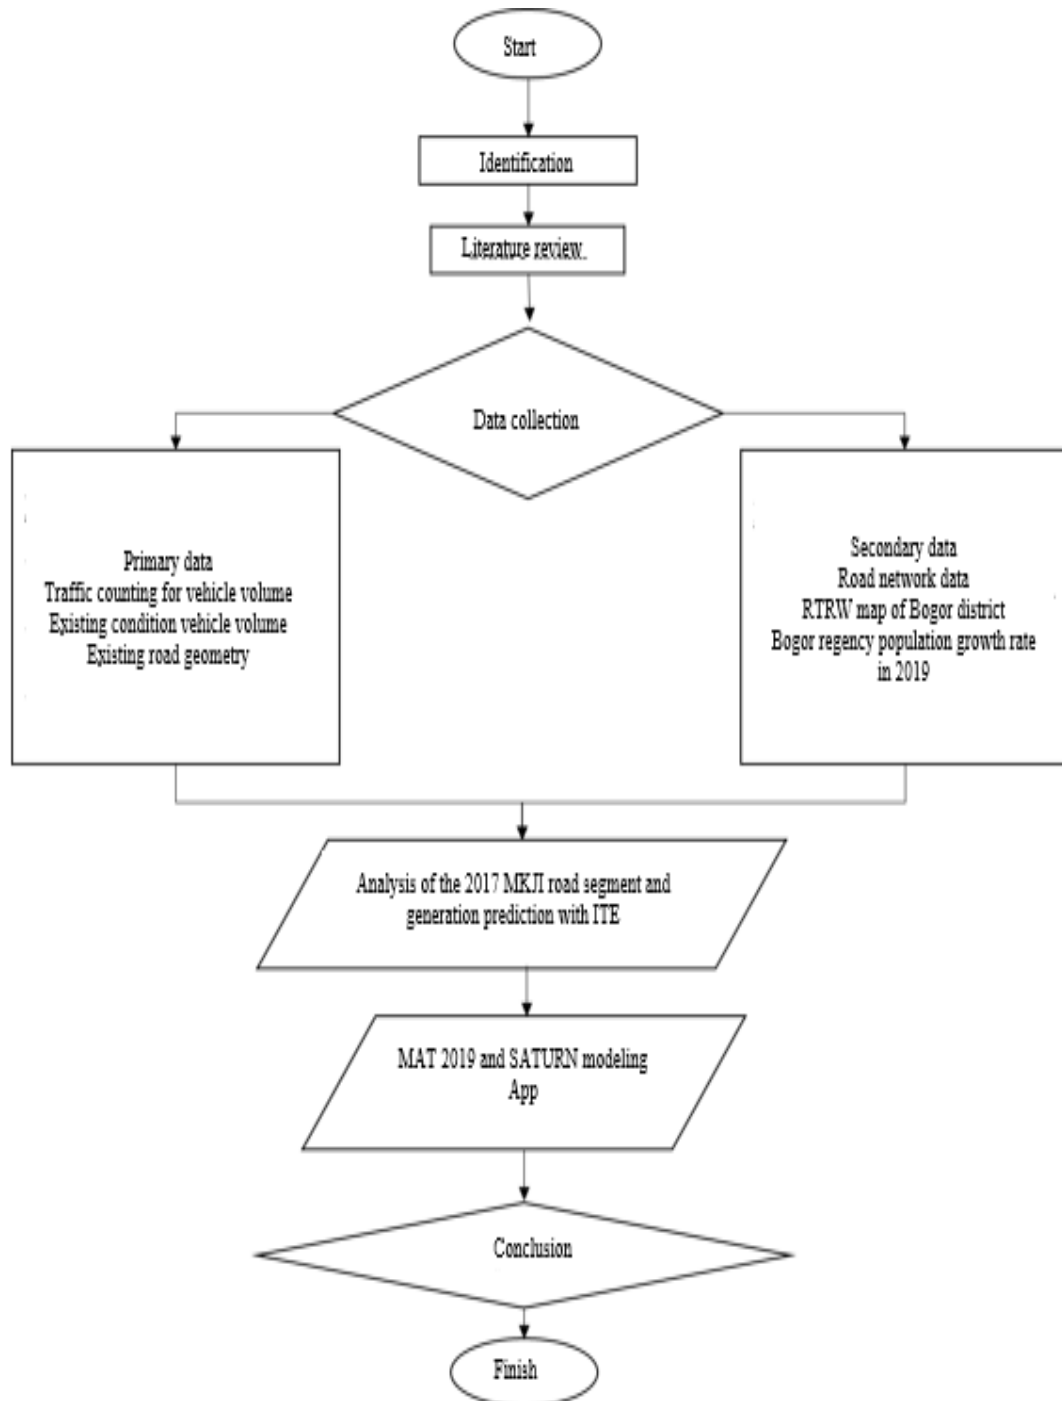 Start
Identification
Literature review
Data collection
Primary data
Traffic counting for vehicle volume
Existing condition vehicle volume
Existing road geometry
Secondary data
Road network data
RTRW map of Bogor district
Bogor regency population growth rate
in 2019
Analysis of the 2017 MKJI road segment and
generation prediction with ITE
MAT 2019 and SATURN modeling
App
Conclusion
Finish